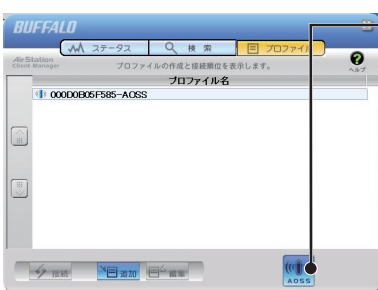 BUFFALO
ステータス 検索 プロファイル
AirStation
Client Manager
プロファイルの作成と接続順位を表示します。
ヘルプ
プロファイル名
000D0B05F585-AOSS
接続 追加 編集
AOSS